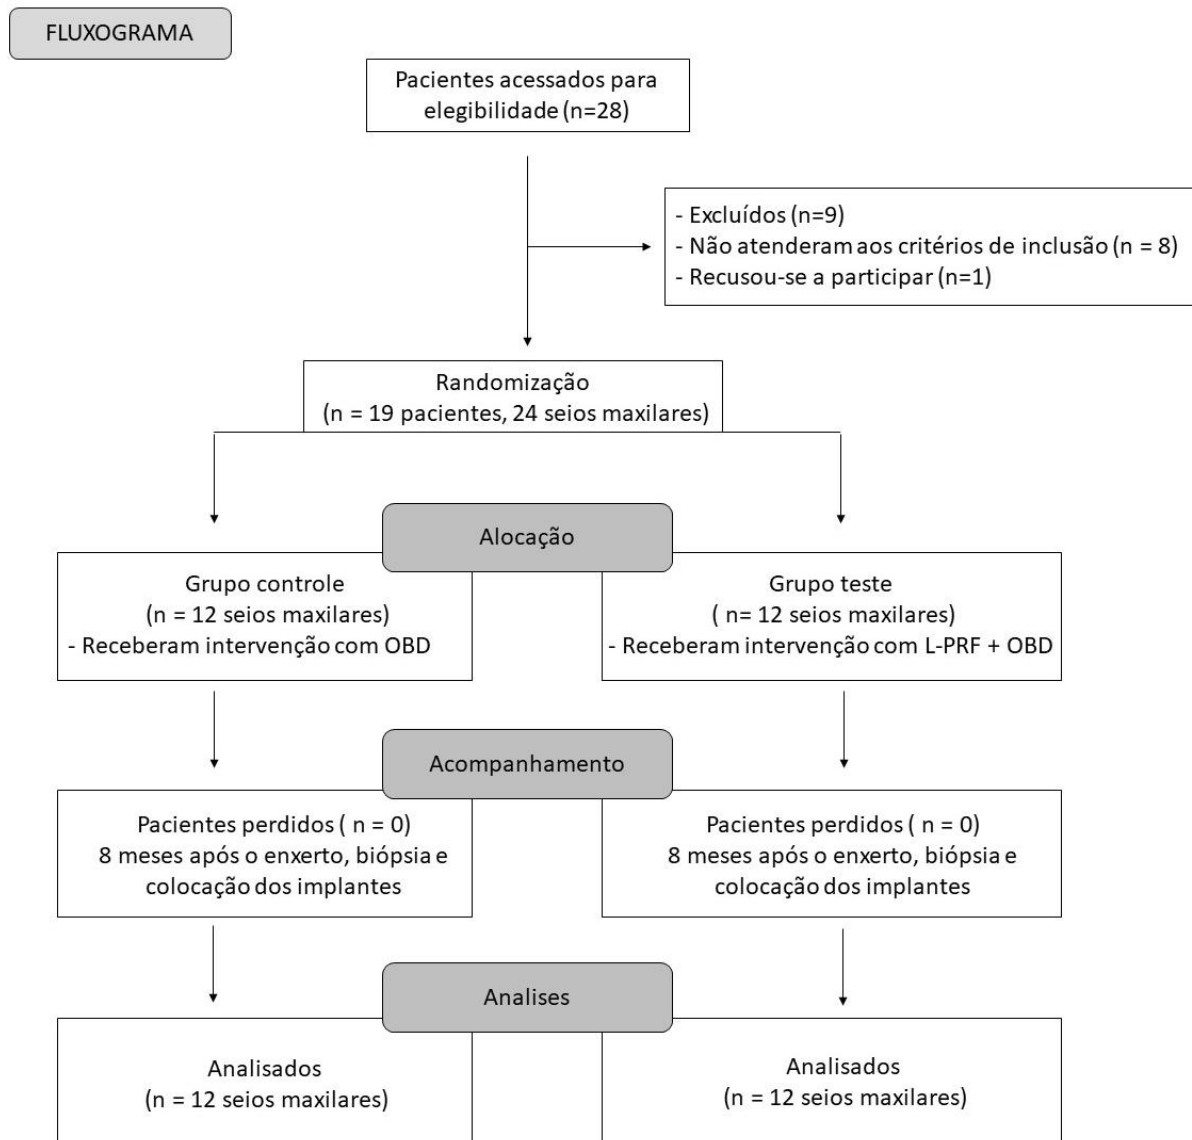 FLUXOGRAMA
Pacientes acessados para
elegibilidade (n=28)
- Excluídos (n=9)
- Não atenderam aos critérios de inclusão (n = 8)
- Recusou-se a participar (n=1)
Randomização
(n = 19 pacientes, 24 seios maxilares)
Alocação
Grupo controle
(n = 12 seios maxilares)
- Receberam intervenção com OBD
Grupo teste
( n= 12 seios maxilares)
- Receberam intervenção com L-PRF + OBD
Acompanhamento
Pacientes perdidos ( n = 0)
8 meses após o enxerto, biópsia e
colocação dos implantes
Pacientes perdidos ( n = 0)
8 meses após o enxerto, biópsia e
colocação dos implantes
Analises
Analisados
(n = 12 seios maxilares)
Analisados
(n = 12 seios maxilares)